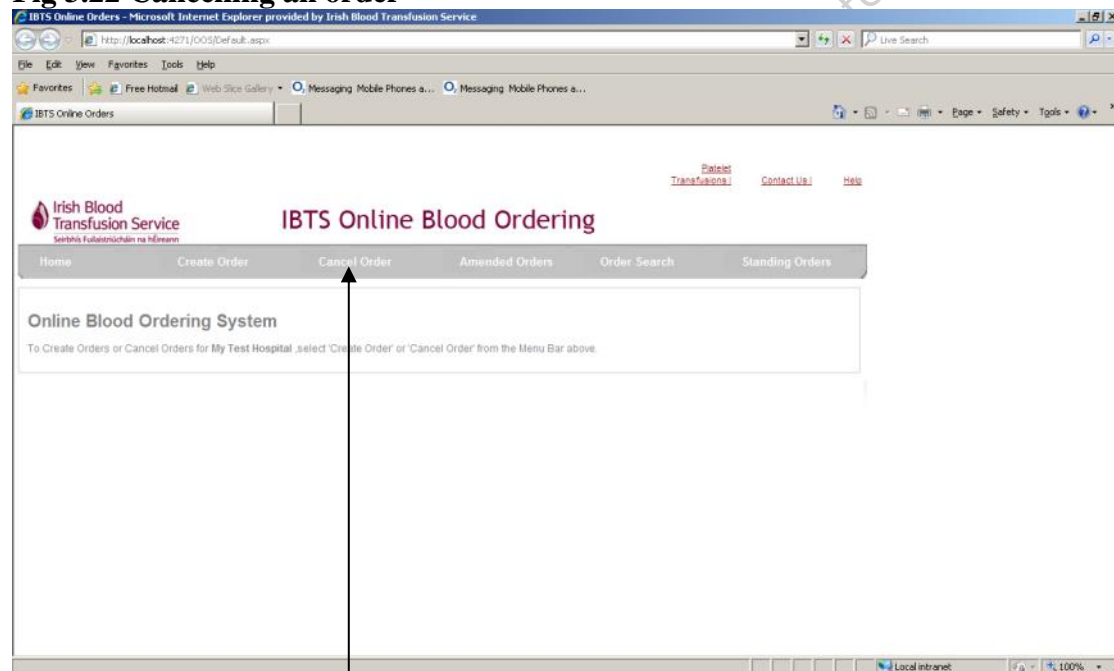 Fig 5.22 Cancelling an order
IBTS Online Orders - Microsoft Internet Explorer provided by Irish Blood Transfusion Service
http://localhost:4271/OOS/Default.aspx
Live Search
File Edit View Favorites Tools Help
Favorites Free Hotmail Web Slice Gallery Messaging Mobile Phones a... Messaging Mobile Phones a...
IBTS Online Orders
Page Safety Tools
Platelet
Transfusions | Contact Us | Help
Irish Blood
Transfusion Service
Seirbhís Fuilaistriúcháin na hÉireann
IBTS Online Blood Ordering
Home Create Order Cancel Order Amended Orders Order Search Standing Orders
Online Blood Ordering System
To Create Orders or Cancel Orders for My Test Hospital ,select 'Create Order' or 'Cancel Order' from the Menu Bar above.
Local intranet 100%